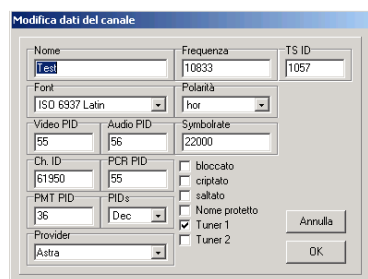 Modifica dati del canale
Nome Frequenza TS ID
Test 10833 1057
Font Polarità
ISO 6937 Latin hor
Video PID Audio PID Symbolrate
55 56 22000
Ch. ID PCR PID bloccato
61950 55 criptato
saltato
PMT PID PIDs Nome protetto
36 Dec Tuner 1 Annulla
Provider Tuner 2
Astra OK